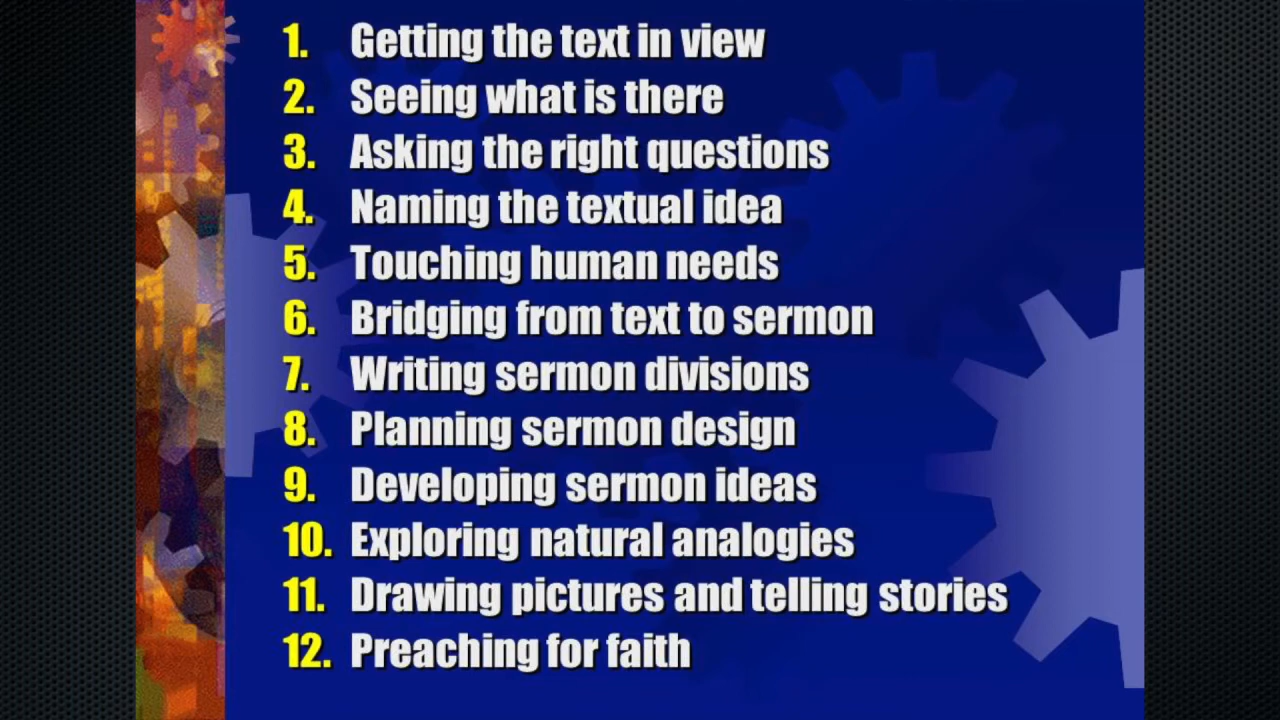 1. Getting the text in view
2. Seeing what is there
3. Asking the right questions
4. Naming the textual idea
5. Touching human needs
6. Bridging from text to sermon
7. Writing sermon divisions
8. Planning sermon design
9. Developing sermon ideas
10. Exploring natural analogies
11. Drawing pictures and telling stories
12. Preaching for faith